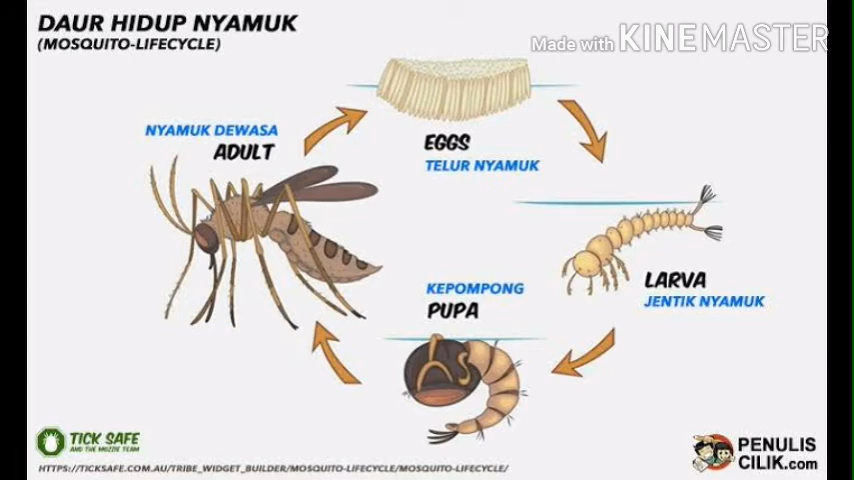 DAUR HIDUP NYAMUK
(MOSQUITO-LIFECYCLE)
Made with KINEMASTER
NYAMUK DEWASA
ADULT
EGGS
TELUR NYAMUK
LARVA
JENTIK NYAMUK
KEPOMPONG
PUPA
TICK SAFE
AND THE MOZZIE TEAM
HTTPS://TICKSAFE.COM.AU/TRIBE_WIDGET_BUILDER/MOSQUITO-LIFECYCLE/MOSQUITO-LIFECYCLE/
PENULIS
CILIK.com